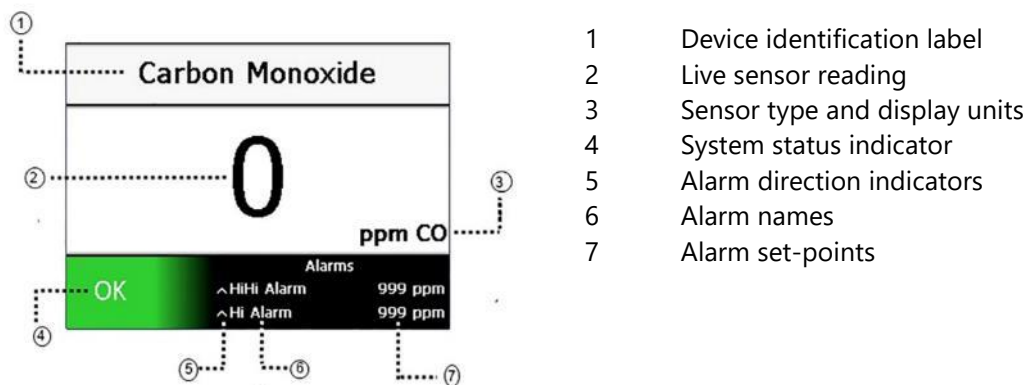 1
Carbon Monoxide
2
0
3
ppm CO
Alarms
OK
^HiHi Alarm 999 ppm
^Hi Alarm 999 ppm
4
5
6
7
1 Device identification label
2 Live sensor reading
3 Sensor type and display units
4 System status indicator
5 Alarm direction indicators
6 Alarm names
7 Alarm set-points